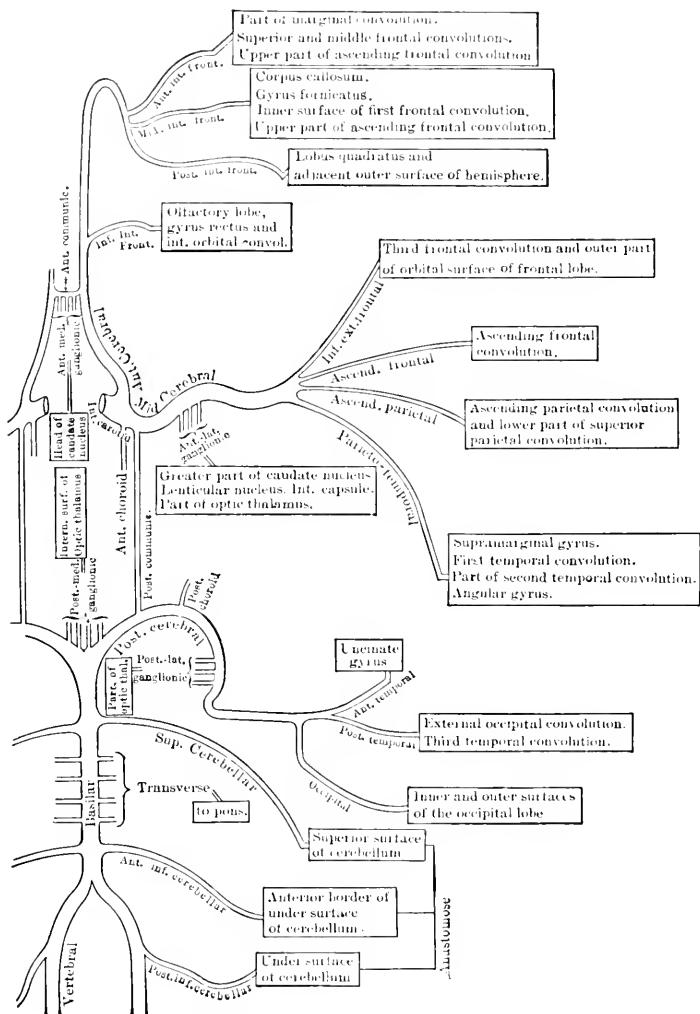 Part of marginal convolution.
Superior and middle frontal convolutions.
Upper part of ascending frontal convolution
Ant. int. front.
Corpus callosum.
Gyrus fornicatus.
Inner surface of first frontal convolution.
Upper part of ascending frontal convolution.
Mid. int. front.
Lobus quadratus and
adjacent outer surface of hemisphere.
Post. int. front.
Olfactory lobe,
gyrus rectus and
int. orbital convol.
Inf. Int.
Front.
Ant. communic.
Third frontal convolution and outer part
of orbital surface of frontal lobe.
Inf. ext. frontal
Ant. med.
ganglionic
Ant. Cerebral
Mid. Cerebral
Ascending frontal
convolution.
Ascend. frontal
Ascend. parietal
Ascending parietal convolution
and lower part of superior
parietal convolution.
Parieto-temporal
Head of
caudate
nucleus
Int. carotid
Ant.-lat.
ganglionic
Greater part of caudate nucleus
Lenticular nucleus. Int. capsule.
Part of optic thalamus.
Intern. surf. of
Optic thalamus
Ant. choroid
Post. communic.
Supramarginal gyrus.
First temporal convolution.
Part of second temporal convolution.
Angular gyrus.
Post.-med.
ganglionic
Post.
choroid
Post. cerebral
Part. of
optic thal.
Post.-lat.
ganglionic
Uncinate
gyrus
Ant. temporal
Post. temporal
External occipital convolution.
Third temporal convolution.
Sup. Cerebellar
Occipital
Inner and outer surfaces
of the occipital lobe
Basilar
Transverse
to pons.
Superior surface
of cerebellum
Ant. inf. cerebellar
Anterior border of
under surface
of cerebellum.
Anastomose
Vertebral
Post. inf. cerebellar
Under surface
of cerebellum